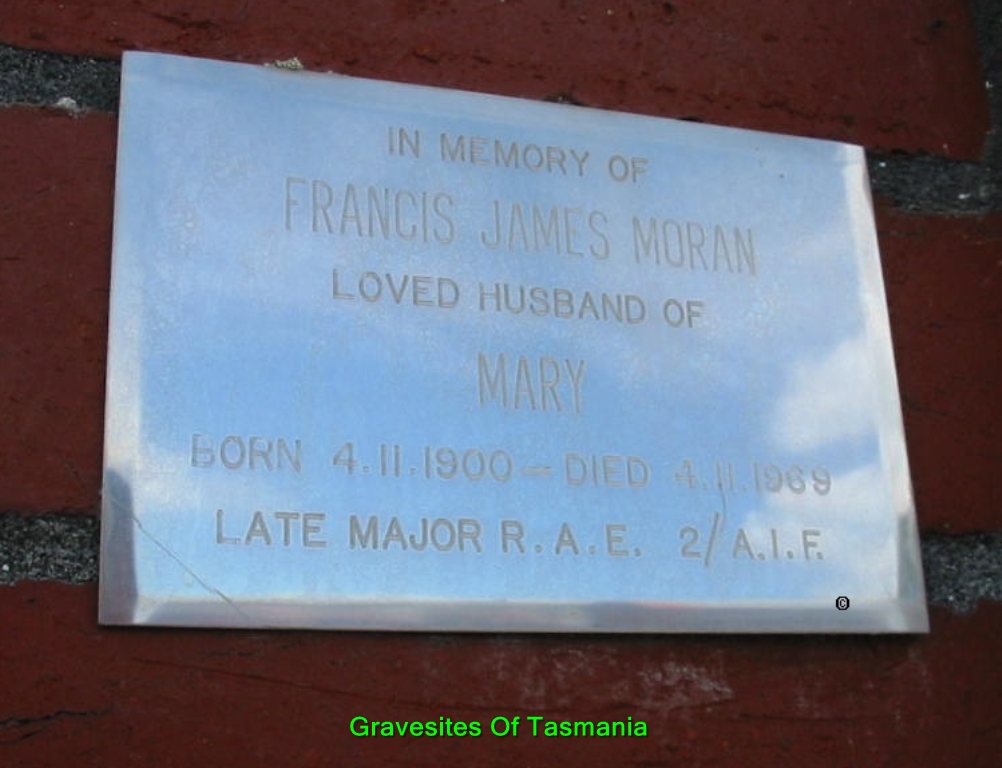 IN MEMORY OF
FRANCIS JAMES MORAN
LOVED HUSBAND OF
MARY
BORN 4.11.1900 — DIED 4.11.1969
LATE MAJOR R.A.E. 2/A.I.F.
©
Gravesites Of Tasmania